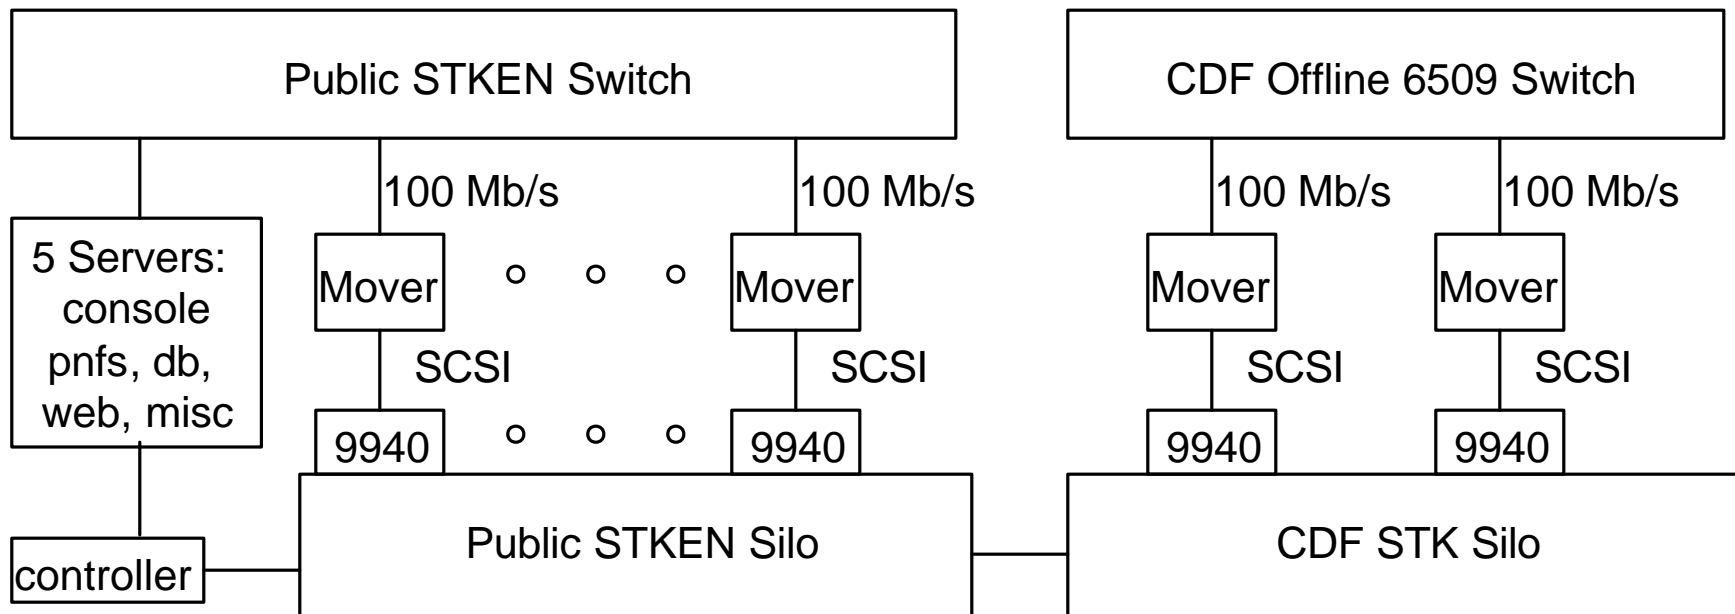 Public STKEN Switch
CDF Offline 6509 Switch
100 Mb/s
100 Mb/s
100 Mb/s
100 Mb/s
5 Servers:
console
pnfs, db,
web, misc
Mover
Mover
Mover
Mover
SCSI
SCSI
SCSI
SCSI
9940
9940
9940
9940
controller
Public STKEN Silo
CDF STK Silo